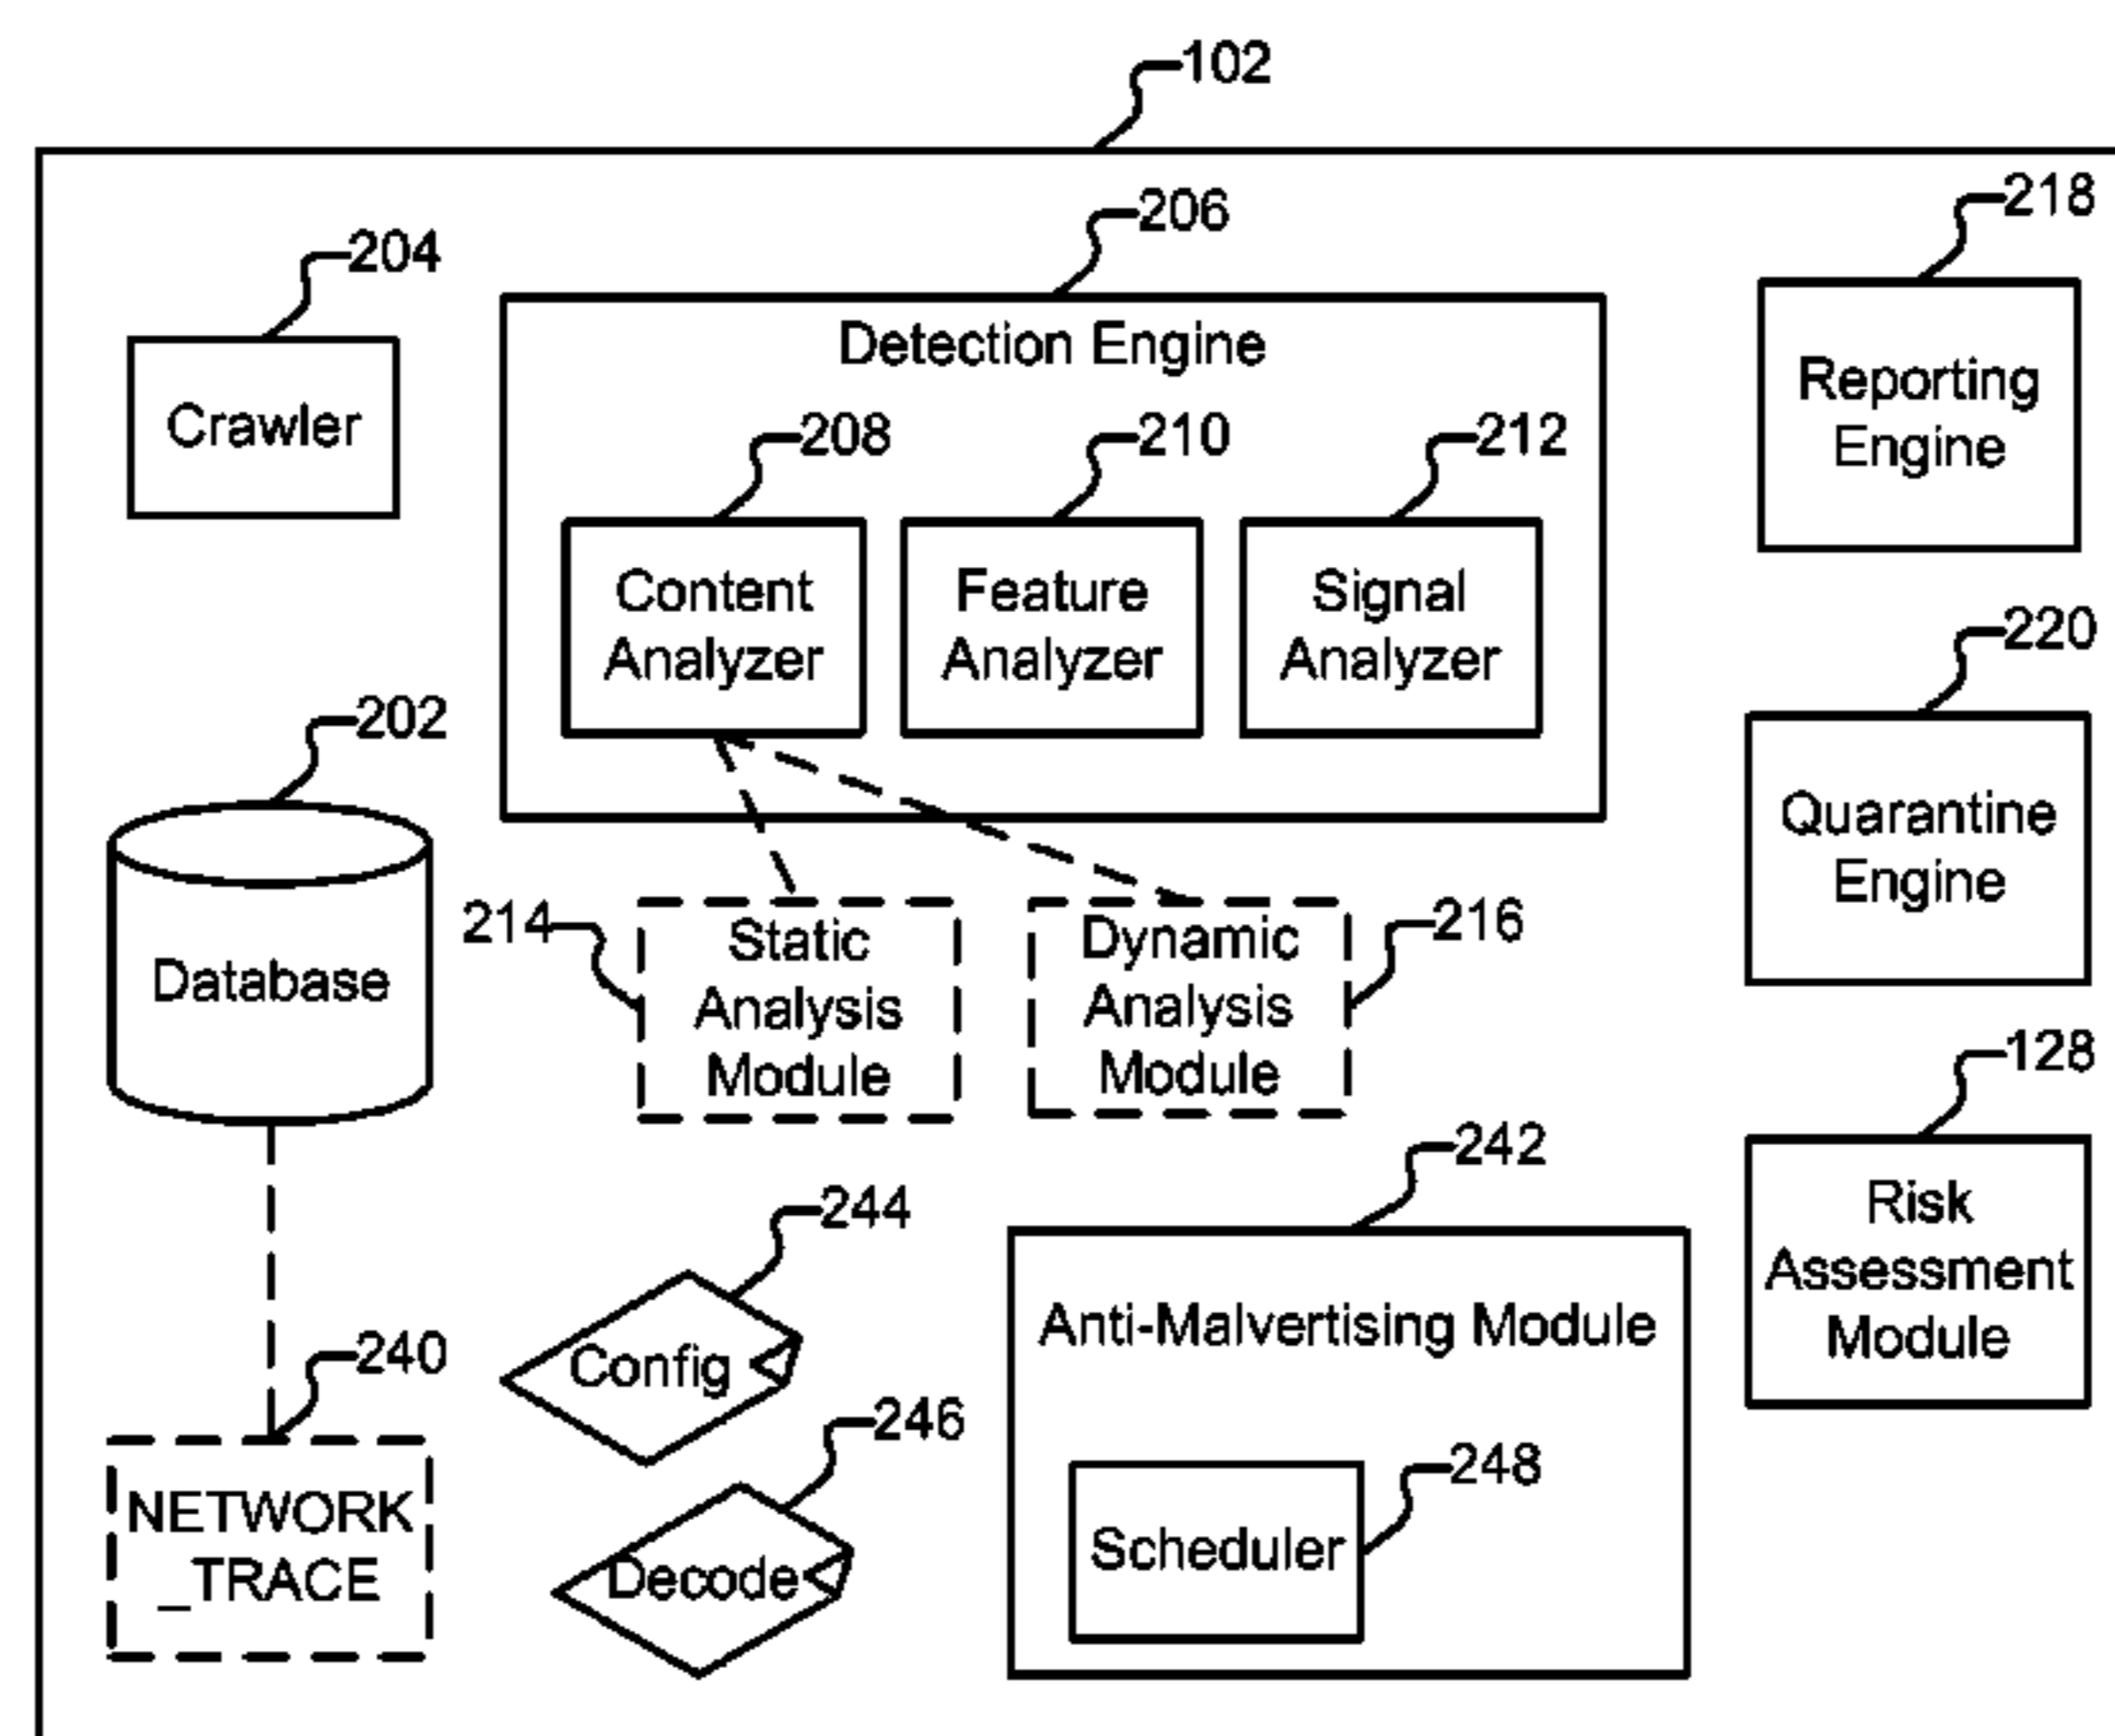 102
206
218
204
Detection Engine
Reporting
Engine
Crawler
208
210
212
Content
Analyzer
Feature
Analyzer
Signal
Analyzer
220
202
Quarantine
Engine
Database
214
Static
Analysis
Module
Dynamic
Analysis
Module
216
128
Risk
Assessment
Module
242
244
Config
Anti-Malvertising Module
240
246
NETWORK
_TRACE
Decode
248
Scheduler